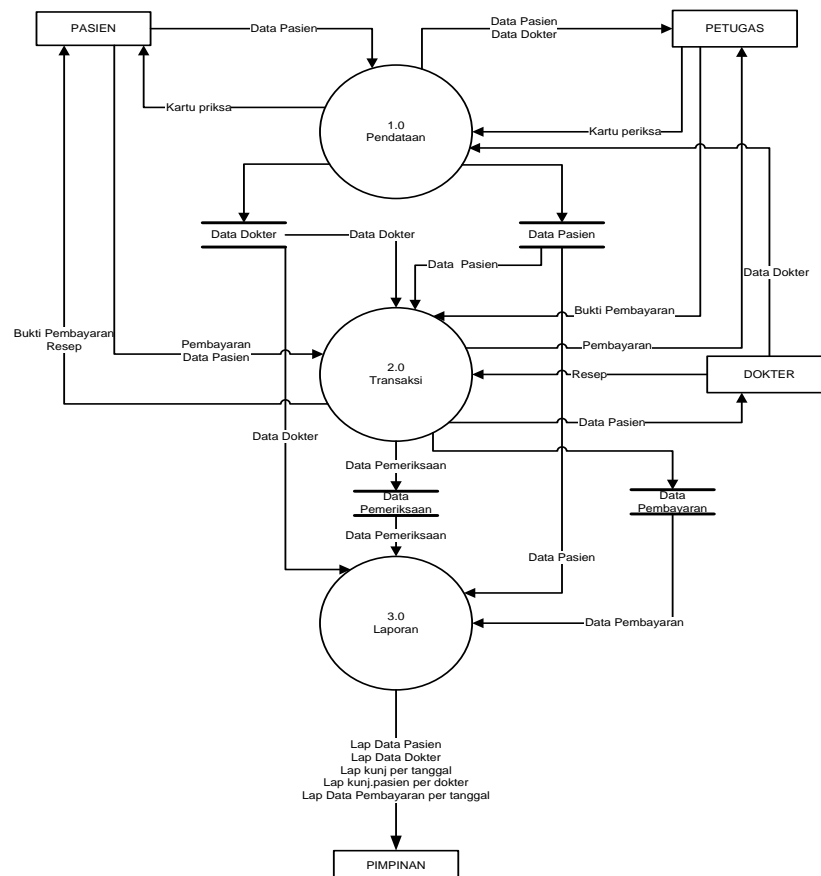 PASIEN
Data Pasien
Data Pasien
Data Dokter
PETUGAS
Kartu priksa
1.0
Pendataan
Kartu periksa
Data Dokter
Data Dokter
Data Pasien
Data  Pasien
Data Dokter
Bukti Pembayaran
Bukti Pembayaran
Resep
Pembayaran
Data Pasien
2.0
Transaksi
Pembayaran
Resep
DOKTER
Data Pasien
Data Dokter
Data Pemeriksaan
Data
Pemeriksaan
Data
Pembayaran
Data Pemeriksaan
Data Pasien
3.0
Laporan
Data Pembayaran
Lap Data Pasien
Lap Data Dokter
Lap kunj per tanggal
Lap kunj.pasien per dokter
Lap Data Pembayaran per tanggal
PIMPINAN